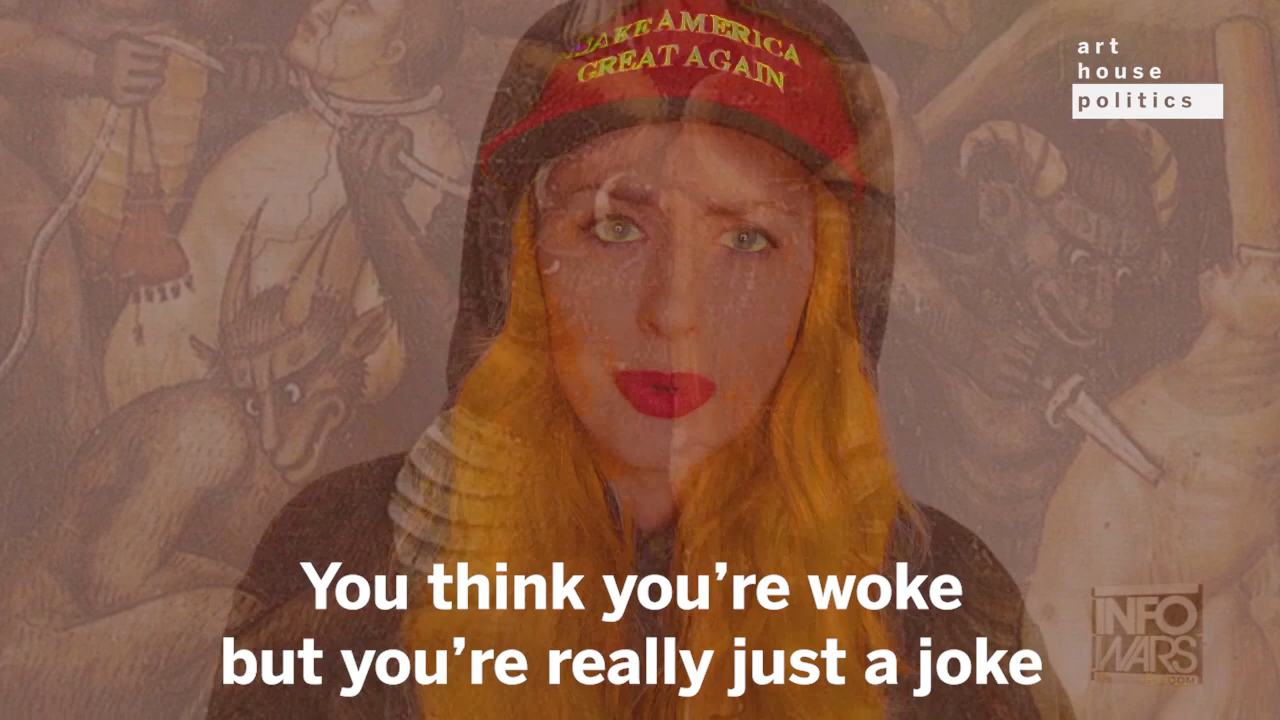 MAKE AMERICA
GREAT AGAIN
art
house
politics
You think you're woke
but you're really just a joke
INFO
WARS